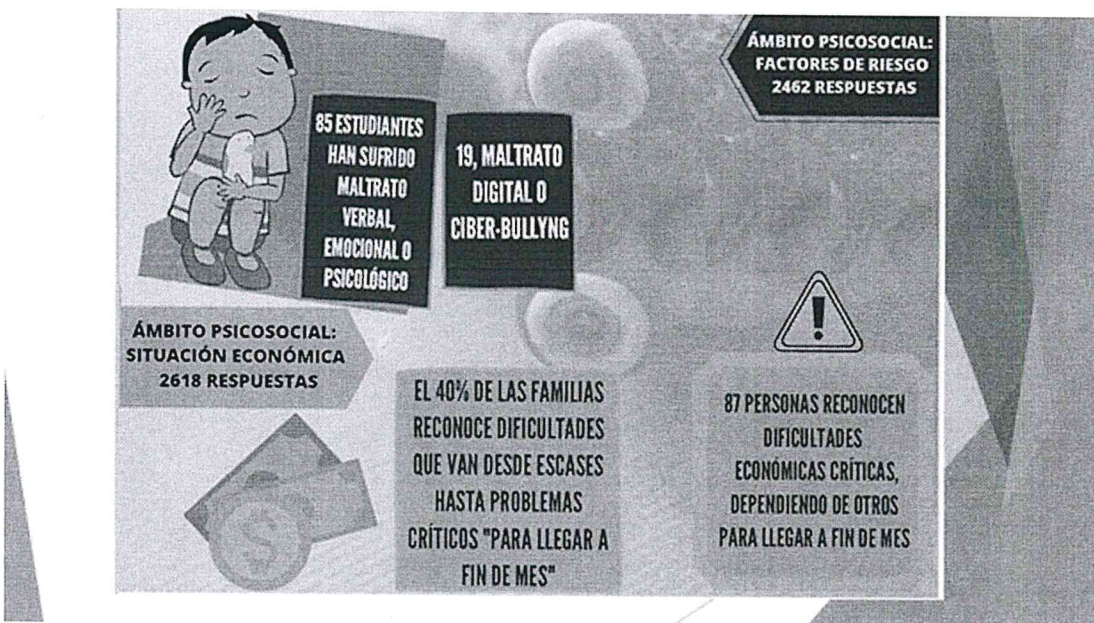 ÁMBITO PSICOSOCIAL:
FACTORES DE RIESGO
2462 RESPUESTAS
85 ESTUDIANTES
HAN SUFRIDO
MALTRATO
VERBAL,
EMOCIONAL O
PSICOLÓGICO
19, MALTRATO
DIGITAL O
CIBER-BULLYNG
ÁMBITO PSICOSOCIAL:
SITUACIÓN ECONÓMICA
2618 RESPUESTAS
EL 40% DE LAS FAMILIAS
RECONOCE DIFICULTADES
QUE VAN DESDE ESCASES
HASTA PROBLEMAS
CRÍTICOS "PARA LLEGAR A
FIN DE MES"
87 PERSONAS RECONOCEN
DIFICULTADES
ECONÓMICAS CRÍTICAS,
DEPENDIENDO DE OTROS
PARA LLEGAR A FIN DE MES